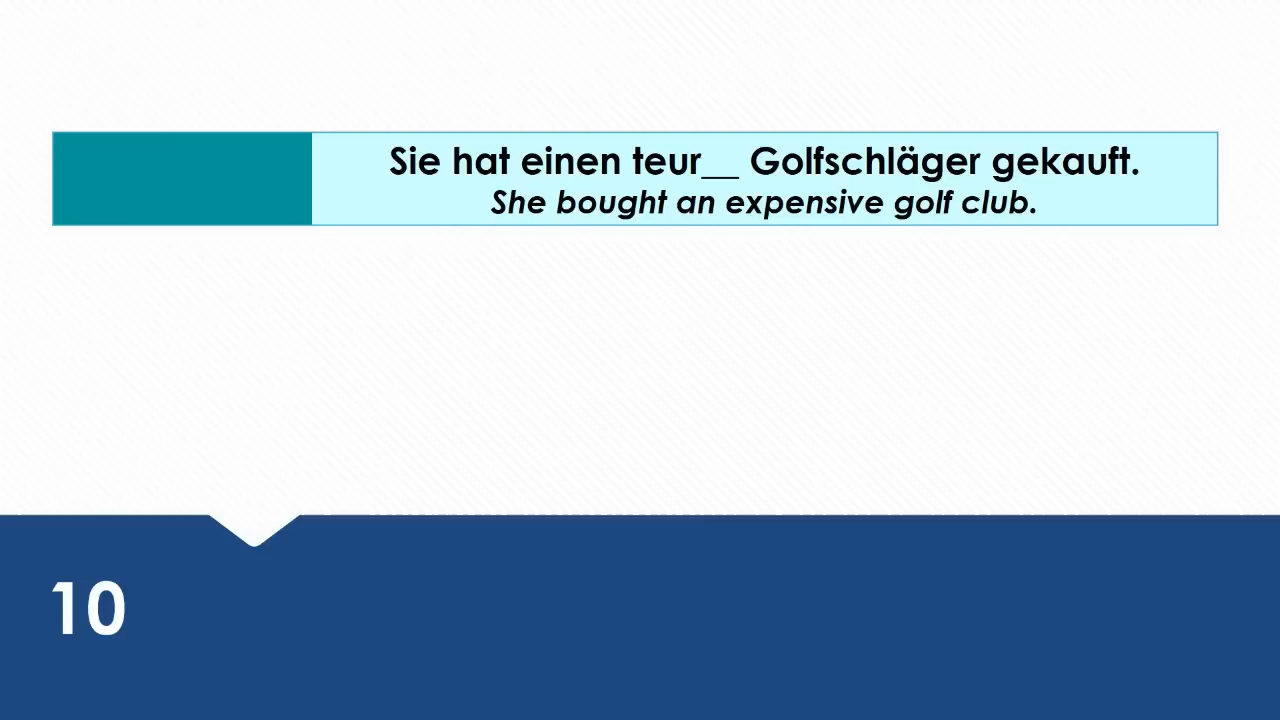 Sie hat einen teur__ Golfschläger gekauft.
She bought an expensive golf club.
10